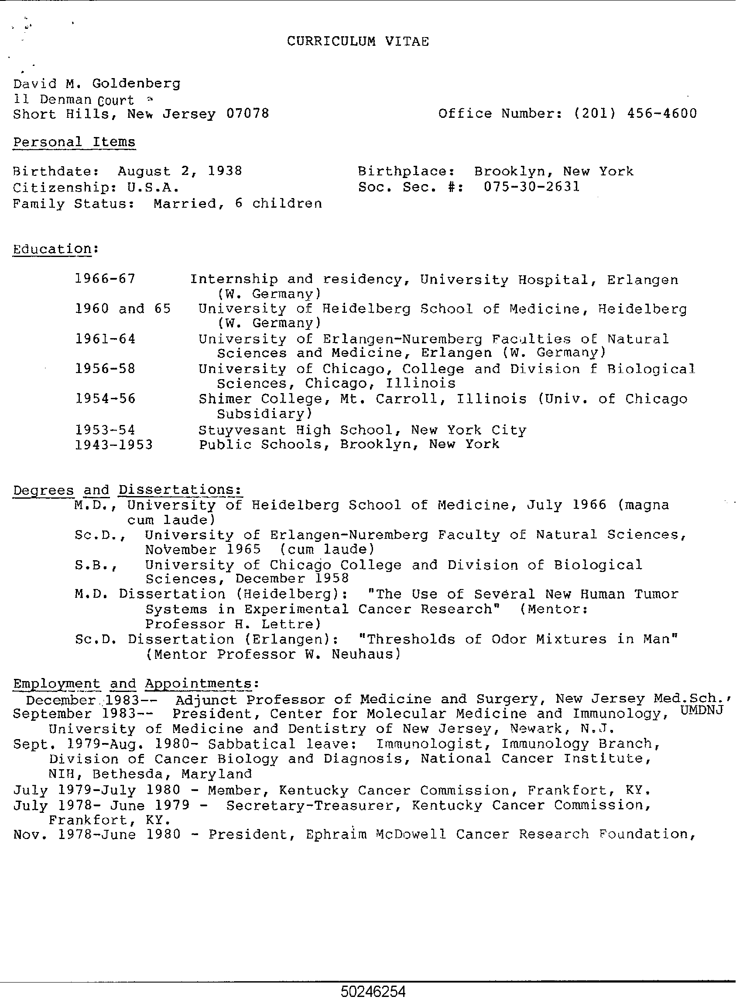 CURRICULUM VITAE
David M. Goldenberg
11 Denman Court
Short Hills, New Jersey 07078 Office Number: (201) 456-4600
Personal Items
Birthdate: August 2, 1938 Birthplace: Brooklyn, New York
Citizenship: U.S.A. Soc. Sec. #: 075-30-2631
Family Status: Married, 6 children
Education:
1966-67 Internship and residency, University Hospital, Erlangen
(W. Germany)
1960 and 65 University of Heidelberg School of Medicine, Heidelberg
(W. Germany)
1961-64 University of Erlangen-Nuremberg Faculties of Natural
Sciences and Medicine, Erlangen (W. Germany)
1956-58 University of Chicago, College and Division f Biological
Sciences, Chicago, Illinois
1954-56 Shimer College, Mt. Carroll, Illinois (Univ. of Chicago
Subsidiary)
1953-54 Stuyvesant High School, New York City
1943-1953 Public Schools, Brooklyn, New York
Degrees and Dissertations:
M.D., University of Heidelberg School of Medicine, July 1966 (magna
cum laude)
Sc.D., University of Erlangen-Nuremberg Faculty of Natural Sciences,
November 1965 (cum laude)
S.B., University of Chicago College and Division of Biological
Sciences, December 1958
M.D. Dissertation (Heidelberg): "The Use of Several New Human Tumor
Systems in Experimental Cancer Research" (Mentor:
Professor H. Lettre)
Sc.D. Dissertation (Erlangen): "Thresholds of Odor Mixtures in Man"
(Mentor Professor W. Neuhaus)
Employment and Appointments:
December 1983-- Adjunct Professor of Medicine and Surgery, New Jersey Med.Sch.,
September 1983-- President, Center for Molecular Medicine and Immunology, UMDNJ
University of Medicine and Dentistry of New Jersey, Newark, N.J.
Sept. 1979-Aug. 1980- Sabbatical leave: Immunologist, Immunology Branch,
Division of Cancer Biology and Diagnosis, National Cancer Institute,
NIH, Bethesda, Maryland
July 1979-July 1980 - Member, Kentucky Cancer Commission, Frankfort, KY.
July 1978- June 1979 - Secretary-Treasurer, Kentucky Cancer Commission,
Frankfort, KY.
Nov. 1978-June 1980 - President, Ephraim McDowell Cancer Research Foundation,
50246254